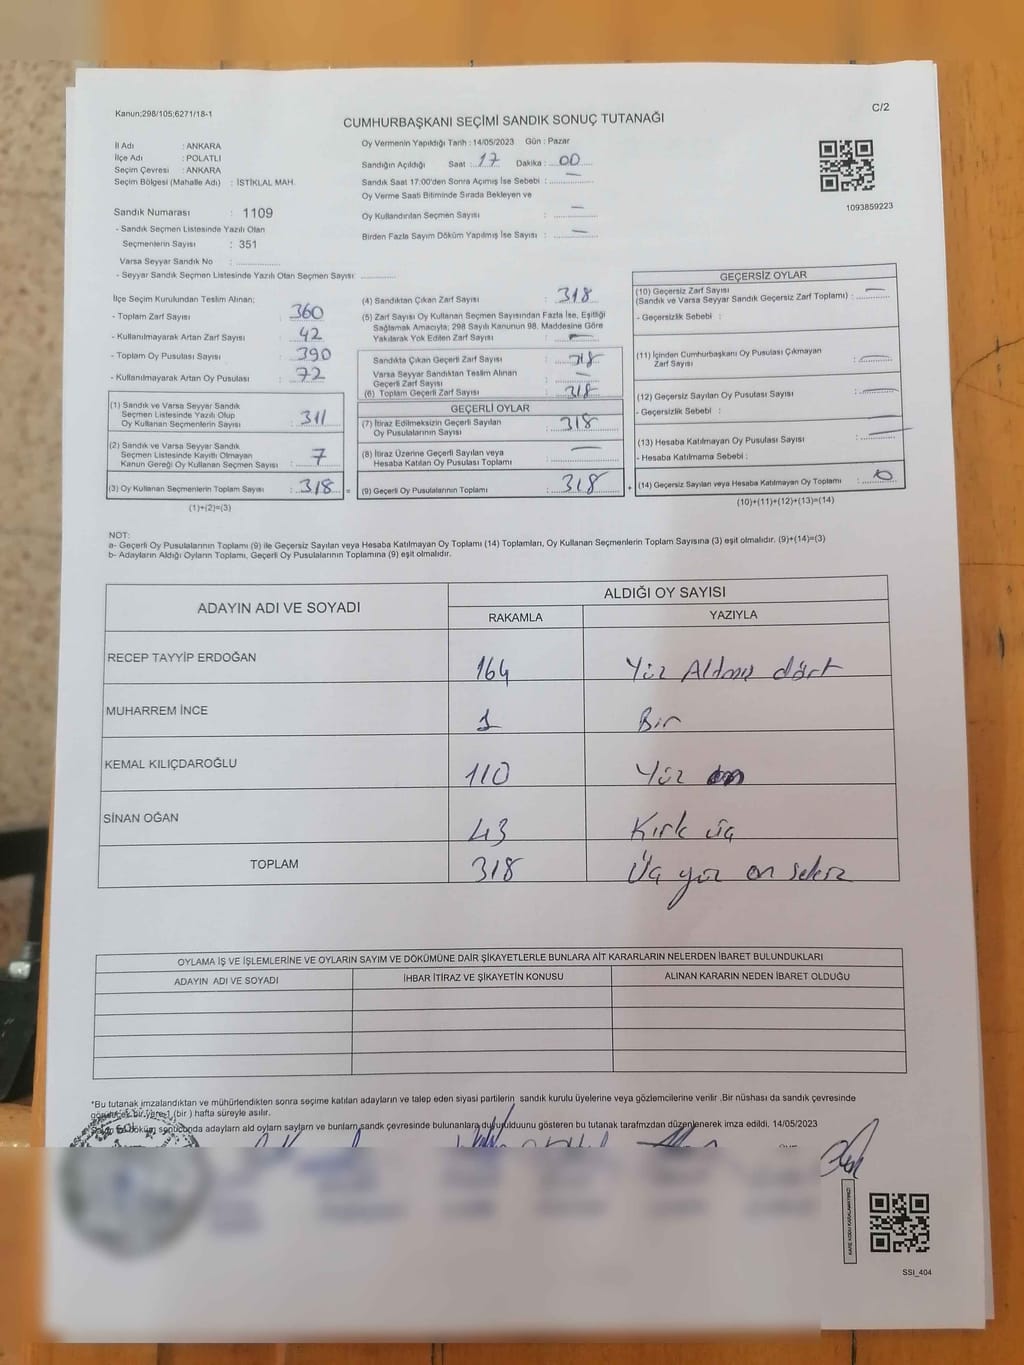 Kanun:298/105;6271/18-1
C/2
CUMHURBAŞKANI SEÇİMİ SANDIK SONUÇ TUTANAĞI
İl Adı : ANKARA
İlçe Adı : POLATLI
Seçim Çevresi : ANKARA
Seçim Bölgesi (Mahalle Adı) : İSTİKLAL MAH.
Sandık Numarası : 1109
- Sandık Seçmen Listesinde Yazılı Olan
Seçmenlerin Sayısı : 351
Varsa Seyyar Sandık No :
- Seyyar Sandık Seçmen Listesinde Yazılı Olan Seçmen Sayısı:
Oy Vermenin Yapıldığı Tarih : 14/05/2023 Gün : Pazar
Sandığın Açıldığı Saat : 17 Dakika : 00
Sandık Saat 17:00'den Sonra Açımış İse Sebebi : —
Oy Verme Saati Bitiminde Sırada Bekleyen ve
Oy Kullandırılan Seçmen Sayısı : —
Birden Fazla Sayım Döküm Yapılmış İse Sayısı : —
1093859223
İlçe Seçim Kurulundan Teslim Alınan;
- Toplam Zarf Sayısı : 360
- Kullanılmayarak Artan Zarf Sayısı : 42
- Toplam Oy Pusulası Sayısı : 390
- Kullanılmayarak Artan Oy Pusulası : 72
(1) Sandık ve Varsa Seyyar Sandık
Seçmen Listesinde Yazılı Olup
Oy Kullanan Seçmenlerin Sayısı : 311
(2) Sandık ve Varsa Seyyar Sandık
Seçmen Listesinde Kayıtlı Olmayan
Kanun Gereği Oy Kullanan Seçmen Sayısı : 7
(3) Oy Kullanan Seçmenlerin Toplam Sayısı : 318 =
(1)+(2)=(3)
(4) Sandıktan Çıkan Zarf Sayısı : 318
(5) Zarf Sayısı Oy Kullanan Seçmen Sayısından Fazla İse, Eşitliği
Sağlamak Amacıyla; 298 Sayılı Kanunun 98. Maddesine Göre
Yakılarak Yok Edilen Zarf Sayısı : —
Sandıkta Çıkan Geçerli Zarf Sayısı : 318
Varsa Seyyar Sandıktan Teslim Alınan
Geçerli Zarf Sayısı : —
(6) Toplam Geçerli Zarf Sayısı : 318
GEÇERLİ OYLAR
(7) İtiraz Edilmeksizin Geçerli Sayılan
Oy Pusulalarının Sayısı : 318
(8) İtiraz Üzerine Geçerli Sayılan veya
Hesaba Katılan Oy Pusulası Toplamı : —
(9) Geçerli Oy Pusulalarının Toplamı : 318 +
GEÇERSİZ OYLAR
(10) Geçersiz Zarf Sayısı
(Sandık ve Varsa Seyyar Sandık Geçersiz Zarf Toplamı) : —
- Geçersizlik Sebebi :
(11) İçinden Cumhurbaşkanı Oy Pusulası Çıkmayan
Zarf Sayısı : —
(12) Geçersiz Sayılan Oy Pusulası Sayısı : —
- Geçersizlik Sebebi :
(13) Hesaba Katılmayan Oy Pusulası Sayısı : —
- Hesaba Katılmama Sebebi :
(14) Geçersiz Sayılan veya Hesaba Katılmayan Oy Toplamı : 0
(10)+(11)+(12)+(13)=(14)
NOT:
a- Geçerli Oy Pusulalarının Toplamı (9) ile Geçersiz Sayılan veya Hesaba Katılmayan Oy Toplamı (14) Toplamları, Oy Kullanan Seçmenlerin Toplam Sayısına (3) eşit olmalıdır. (9)+(14)=(3)
b- Adayların Aldığı Oyların Toplamı, Geçerli Oy Pusulalarının Toplamına (9) eşit olmalıdır.
ADAYIN ADI VE SOYADI
ALDIĞI OY SAYISI
RAKAMLA YAZIYLA
RECEP TAYYİP ERDOĞAN 164 Yüz Altmış dört
MUHARREM İNCE 1 Bir
KEMAL KILIÇDAROĞLU 110 Yüz on
SİNAN OĞAN 43 Kırk üç
TOPLAM 318 Üç yüz on sekiz
OYLAMA İŞ VE İŞLEMLERİNE VE OYLARIN SAYIM VE DÖKÜMÜNE DAİR ŞİKAYETLERLE BUNLARA AİT KARARLARIN NELERDEN İBARET BULUNDUKLARI
ADAYIN ADI VE SOYADI İHBAR İTİRAZ VE ŞİKAYETİN KONUSU ALINAN KARARIN NEDEN İBARET OLDUĞU
*Bu tutanak imzalandıktan ve mühürlendikten sonra seçime katılan adayların ve talep eden siyasi partilerin sandık kurulu üyelerine veya gözlemcilerine verilir .Bir nüshası da sandık çevresinde
görülecek bir yere 1 (bir ) hafta süreyle asılır.
döküm sonucunda adayların ald oyların sayların ve bunların sandk çevresinde bulunanlara duyurulduunu gösteren bu tutanak tarafmzdan düzenlenerek imza edildi. 14/05/2023
SSI_404